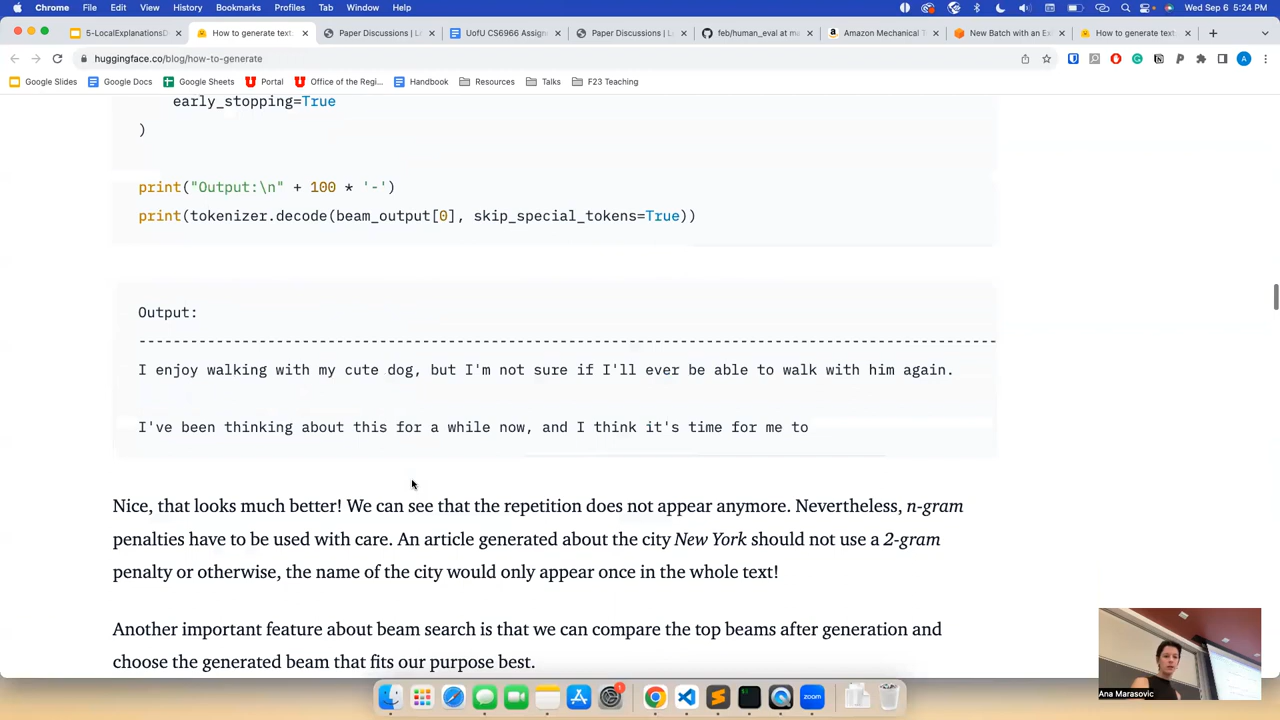 Chrome File Edit View History Bookmarks Profiles Tab Window Help Wed Sep 6 5:24 PM
5-LocalExplanationsD How to generate text Paper Discussions | L UofU CS6966 Assign Paper Discussions | L feb/human_eval at ma Amazon Mechanical T New Batch with an Ex How to generate text
huggingface.co/blog/how-to-generate
Google Slides Google Docs Google Sheets Portal Office of the Regi... Handbook Resources Talks F23 Teaching
early_stopping=True
)
print("Output:\n" + 100 * '-')
print(tokenizer.decode(beam_output[0], skip_special_tokens=True))
Output:
----------------------------------------------------------------------------------------------------
I enjoy walking with my cute dog, but I'm not sure if I'll ever be able to walk with him again.
I've been thinking about this for a while now, and I think it's time for me to
Nice, that looks much better! We can see that the repetition does not appear anymore. Nevertheless, n-gram
penalties have to be used with care. An article generated about the city New York should not use a 2-gram
penalty or otherwise, the name of the city would only appear once in the whole text!
Another important feature about beam search is that we can compare the top beams after generation and
choose the generated beam that fits our purpose best.
Ana Marasovic
zoom